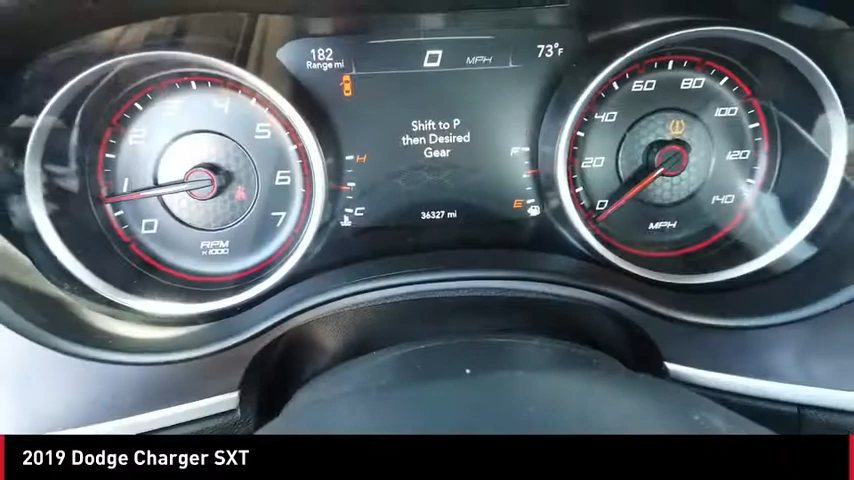 182
Range mi
0 MPH
73°F
Shift to P
then Desired
Gear
H
C
F
E
36327 mi
0 1 2 3 4 5 6 7
RPM
x1000
0 20 40 60 80 100 120 140
MPH
2019 Dodge Charger SXT